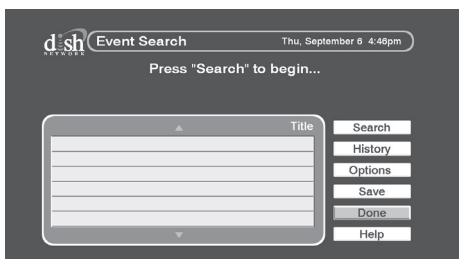 dish
NETWORK
Event Search
Thu, September 6 4:46pm
Press "Search" to begin...
Title
Search
History
Options
Save
Done
Help